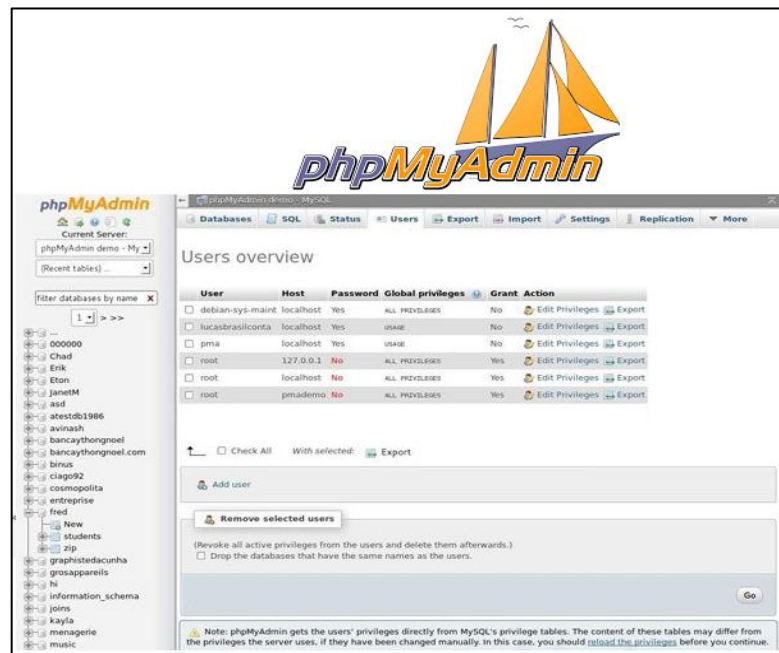 phpMyAdmin
phpMyAdmin
Current Server:
phpMyAdmin demo - My
(Recent tables) ...
filter databases by name X
1 > >>
...
000000
Chad
Erik
Eton
JanetM
asd
atestdb1986
avinash
bancaythongnoel
bancaythongnoel.com
binus
ciago92
cosmopolita
entreprise
fred
New
students
zip
graphistedacunha
grosappareils
hi
information_schema
joins
kayla
menagerie
music
phpMyAdmin demo - MySQL
Databases SQL Status Users Export Import Settings Replication More
Users overview
User Host Password Global privileges Grant Action
debian-sys-maint localhost Yes ALL PRIVILEGES No Edit Privileges Export
lucasbrasilconta localhost Yes USAGE No Edit Privileges Export
pma localhost Yes USAGE No Edit Privileges Export
root 127.0.0.1 No ALL PRIVILEGES Yes Edit Privileges Export
root localhost No ALL PRIVILEGES Yes Edit Privileges Export
root pmademo No ALL PRIVILEGES Yes Edit Privileges Export
Check All With selected: Export
Add user
Remove selected users
(Revoke all active privileges from the users and delete them afterwards.)
Drop the databases that have the same names as the users.
Go
Note: phpMyAdmin gets the users' privileges directly from MySQL's privilege tables. The content of these tables may differ from
the privileges the server uses, if they have been changed manually. In this case, you should reload the privileges before you continue.